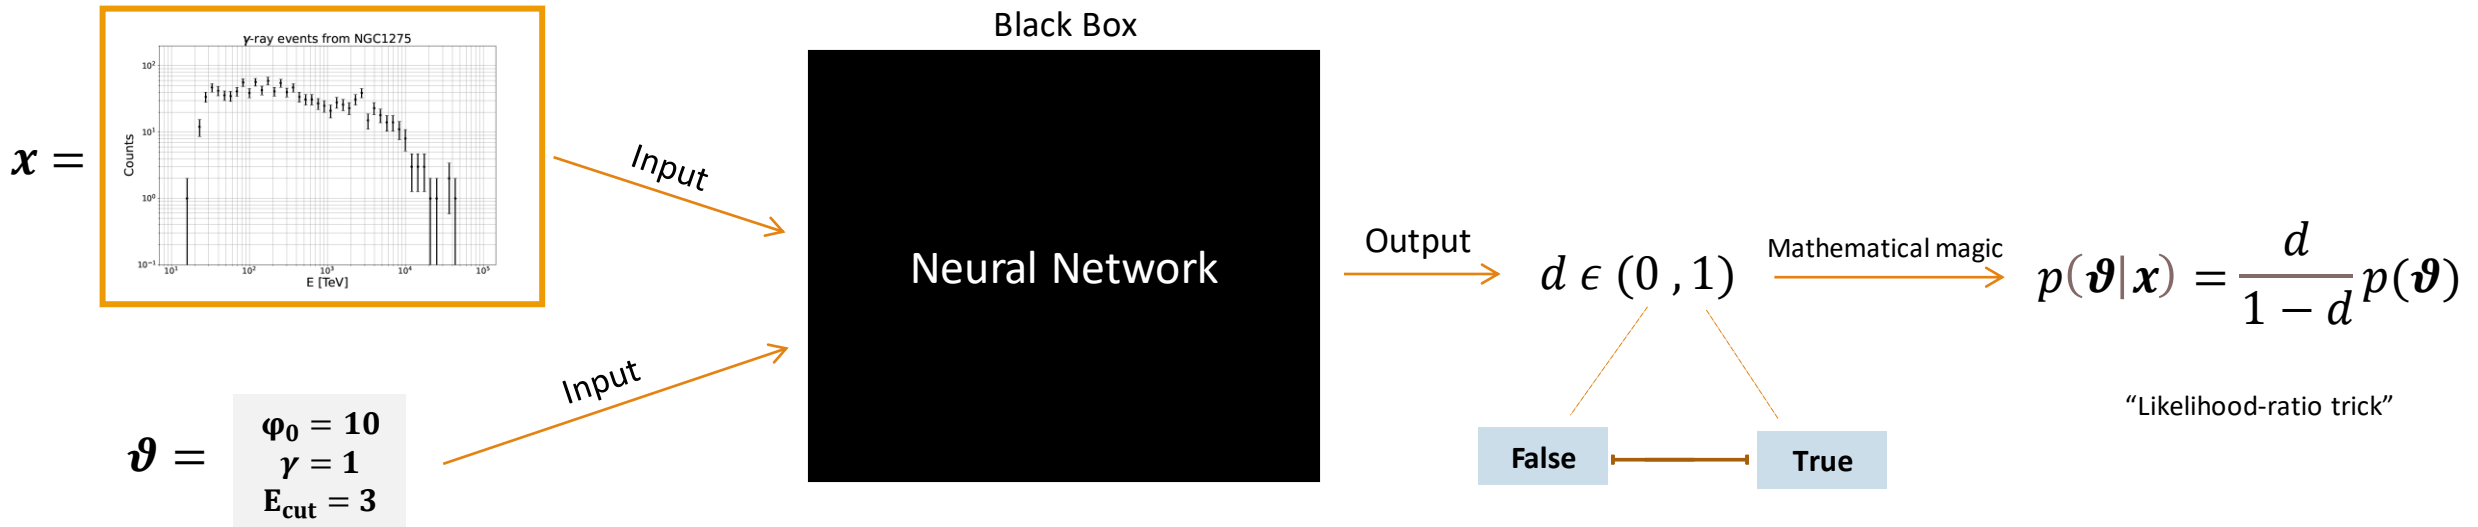 Black Box
γ-ray events from NGC1275
10²
10¹
10⁰
10⁻¹
Counts
10¹ 10² 10³ 10⁴ 10⁵
E [TeV]
x =
Input
Neural Network
Output
d ϵ (0 , 1)
Mathematical magic
p(ϑ|x) = d / 1 − d p(ϑ)
"Likelihood-ratio trick"
Input
ϑ =
φ₀ = 10
γ = 1
E_cut = 3
False
True